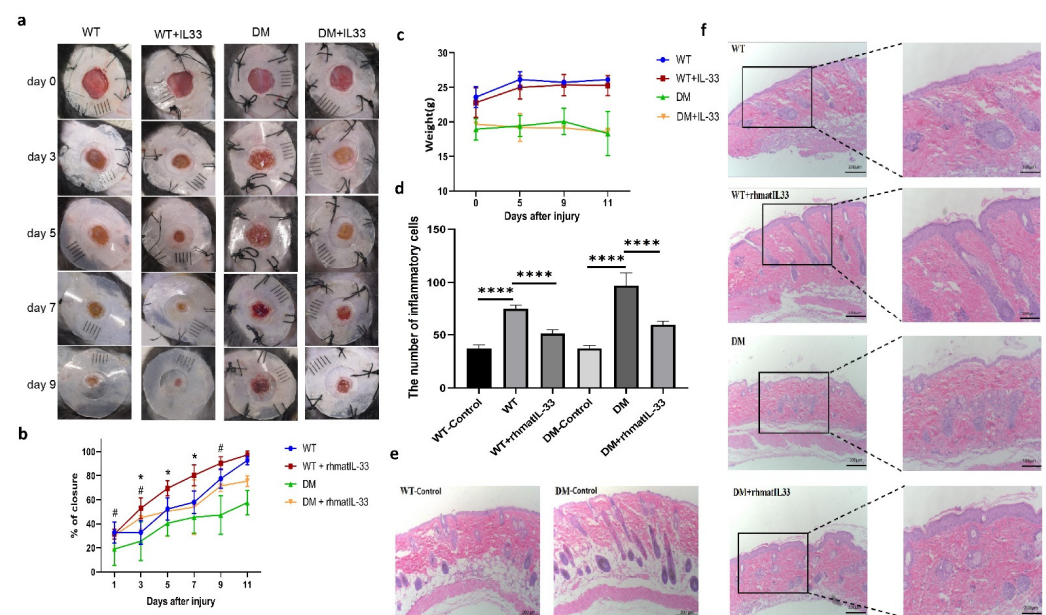 a
WT WT+IL33 DM DM+IL33
day 0
day 3
day 5
day 7
day 9
b
% of closure
100
80
60
40
20
0
# * # * * #
1 3 5 7 9 11
Days after injury
WT
WT + rhmatIL-33
DM
DM + rhmatIL-33
c
Weight(g)
30
25
20
15
10
0 5 9 11
Days after injury
WT
WT+IL-33
DM
DM+IL-33
d
The number of inflammatory cells
150
100
50
0
**** **** **** ****
WT-Control
WT
WT+rhmatIL-33
DM-Control
DM
DM+rhmatIL-33
e
WT-Control
DM-Control
f
WT
WT+rhmatIL33
DM
DM+rhmatIL33